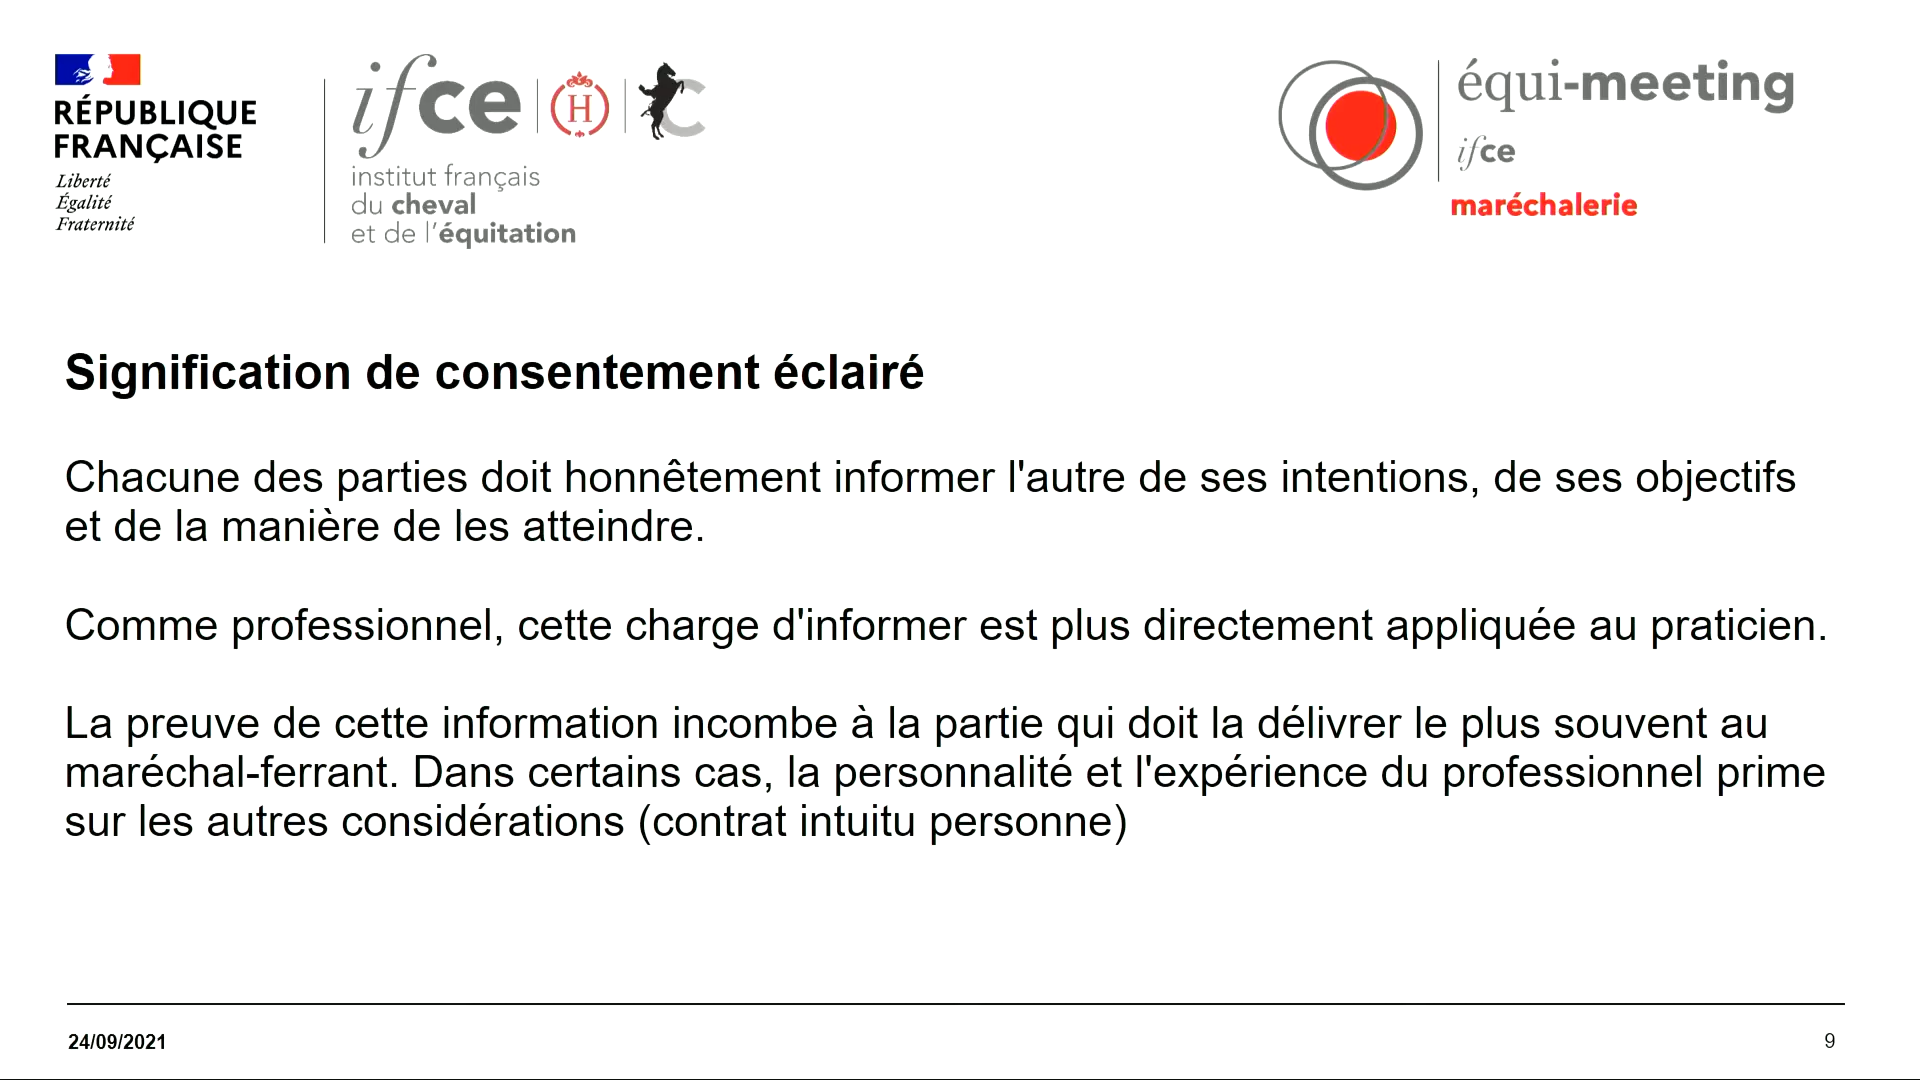 RÉPUBLIQUE
FRANÇAISE
Liberté
Égalité
Fraternité
ifce
H
C
institut français
du cheval
et de l'équitation
équi-meeting
ifce
maréchalerie
Signification de consentement éclairé
Chacune des parties doit honnêtement informer l'autre de ses intentions, de ses objectifs
et de la manière de les atteindre.
Comme professionnel, cette charge d'informer est plus directement appliquée au praticien.
La preuve de cette information incombe à la partie qui doit la délivrer le plus souvent au
maréchal-ferrant. Dans certains cas, la personnalité et l'expérience du professionnel prime
sur les autres considérations (contrat intuitu personne)
24/09/2021
9